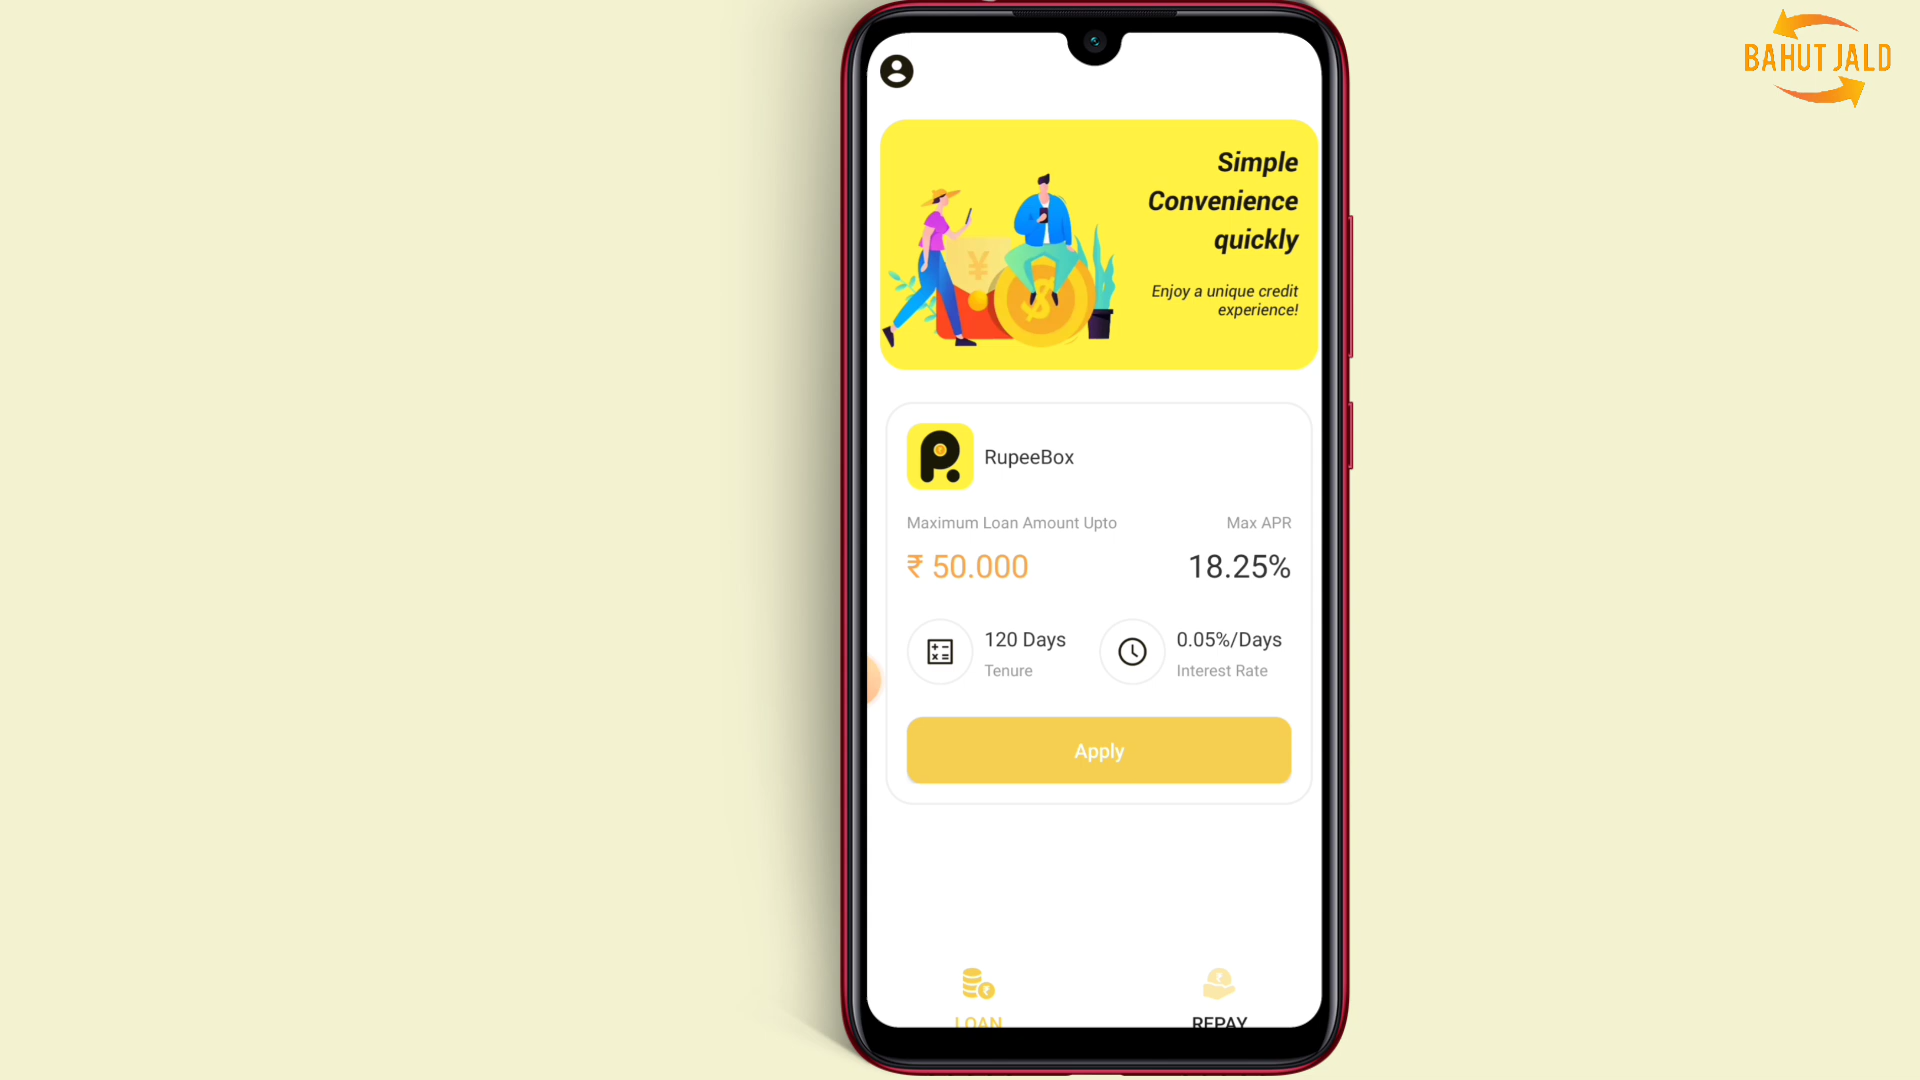 BAHUT JALD
Simple
Convenience
quickly
Enjoy a unique credit
experience!
RupeeBox
Maximum Loan Amount Upto
Max APR
₹ 50.000
18.25%
120 Days
Tenure
0.05%/Days
Interest Rate
Apply
LOAN
REPAY